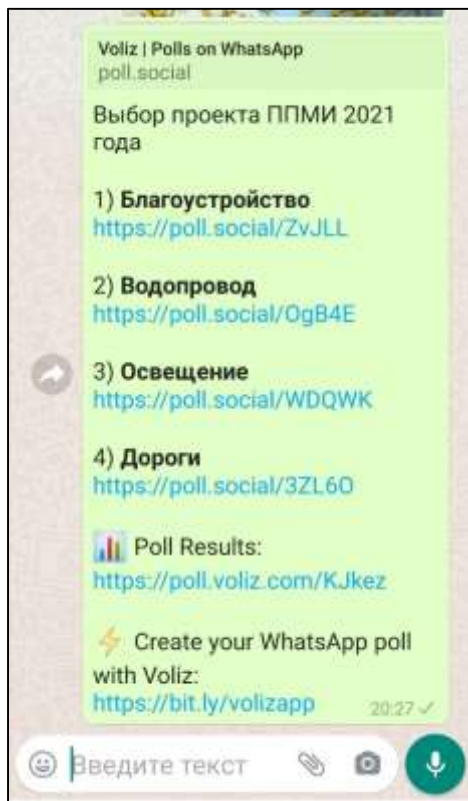 Voliz | Polls on WhatsApp
poll.social
Выбор проекта ППМИ 2021
года
1) Благоустройство
https://poll.social/ZvJLL
2) Водопровод
https://poll.social/OgB4E
3) Освещение
https://poll.social/WDQWK
4) Дороги
https://poll.social/3ZL6O
Poll Results:
https://poll.voliz.com/KJkez
Create your WhatsApp poll
with Voliz:
https://bit.ly/volizapp
20:27
Введите текст